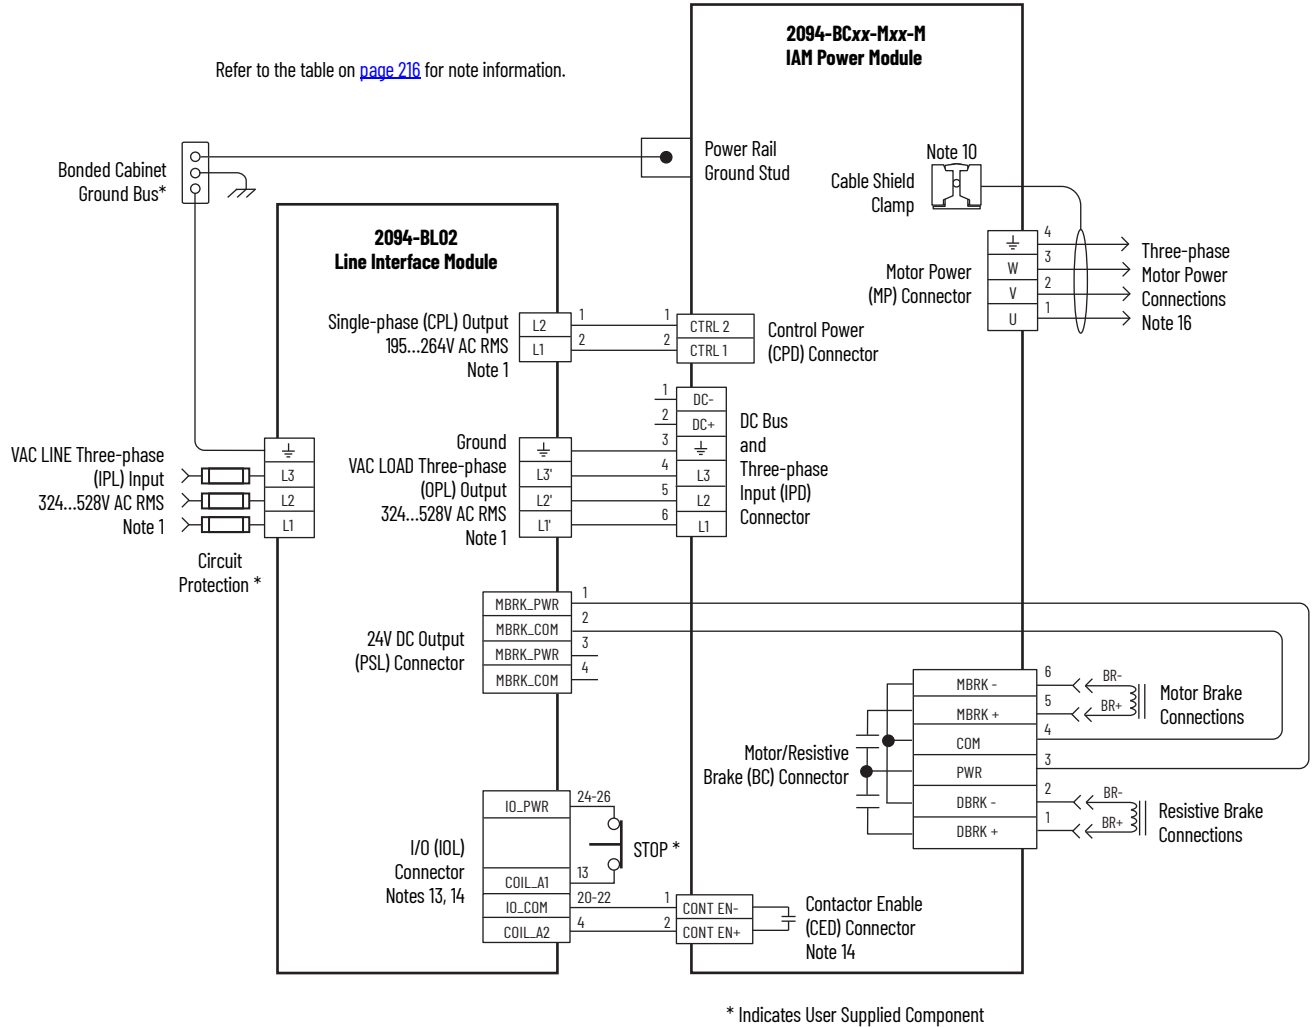 2094-BCxx-Mxx-M
IAM Power Module
Refer to the table on page 216 for note information.
Bonded Cabinet
Ground Bus*
Power Rail
Ground Stud
Note 10
Cable Shield
Clamp
2094-BL02
Line Interface Module
Motor Power
(MP) Connector
4
W
3
V
2
U
1
Three-phase
Motor Power
Connections
Note 16
Single-phase (CPL) Output
195...264V AC RMS
Note 1
L2
1
1
CTRL 2
L1
2
2
CTRL 1
Control Power
(CPD) Connector
1
DC-
2
DC+
3
4
L3
5
L2
6
L1
DC Bus
and
Three-phase
Input (IPD)
Connector
Ground
VAC LOAD Three-phase
(OPL) Output
324...528V AC RMS
Note 1
L3'
L2'
L1'
VAC LINE Three-phase
(IPL) Input
324...528V AC RMS
Note 1
L3
L2
L1
Circuit
Protection *
24V DC Output
(PSL) Connector
MBRK_PWR
1
MBRK_COM
2
MBRK_PWR
3
MBRK_COM
4
Motor/Resistive
Brake (BC) Connector
MBRK -
6
BR-
MBRK +
5
BR+
COM
4
PWR
3
DBRK -
2
BR-
DBRK +
1
BR+
Motor Brake
Connections
Resistive Brake
Connections
I/O (IOL)
Connector
Notes 13, 14
IO_PWR
24-26
STOP *
COIL_A1
13
IO_COM
20-22
1
CONT EN-
COIL_A2
4
2
CONT EN+
Contactor Enable
(CED) Connector
Note 14
* Indicates User Supplied Component